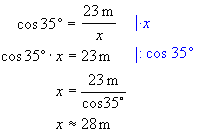 cos 35° = 23 m / x |·x
cos 35° · x = 23 m |: cos 35°
x = 23 m / cos35°
x ≈ 28 m